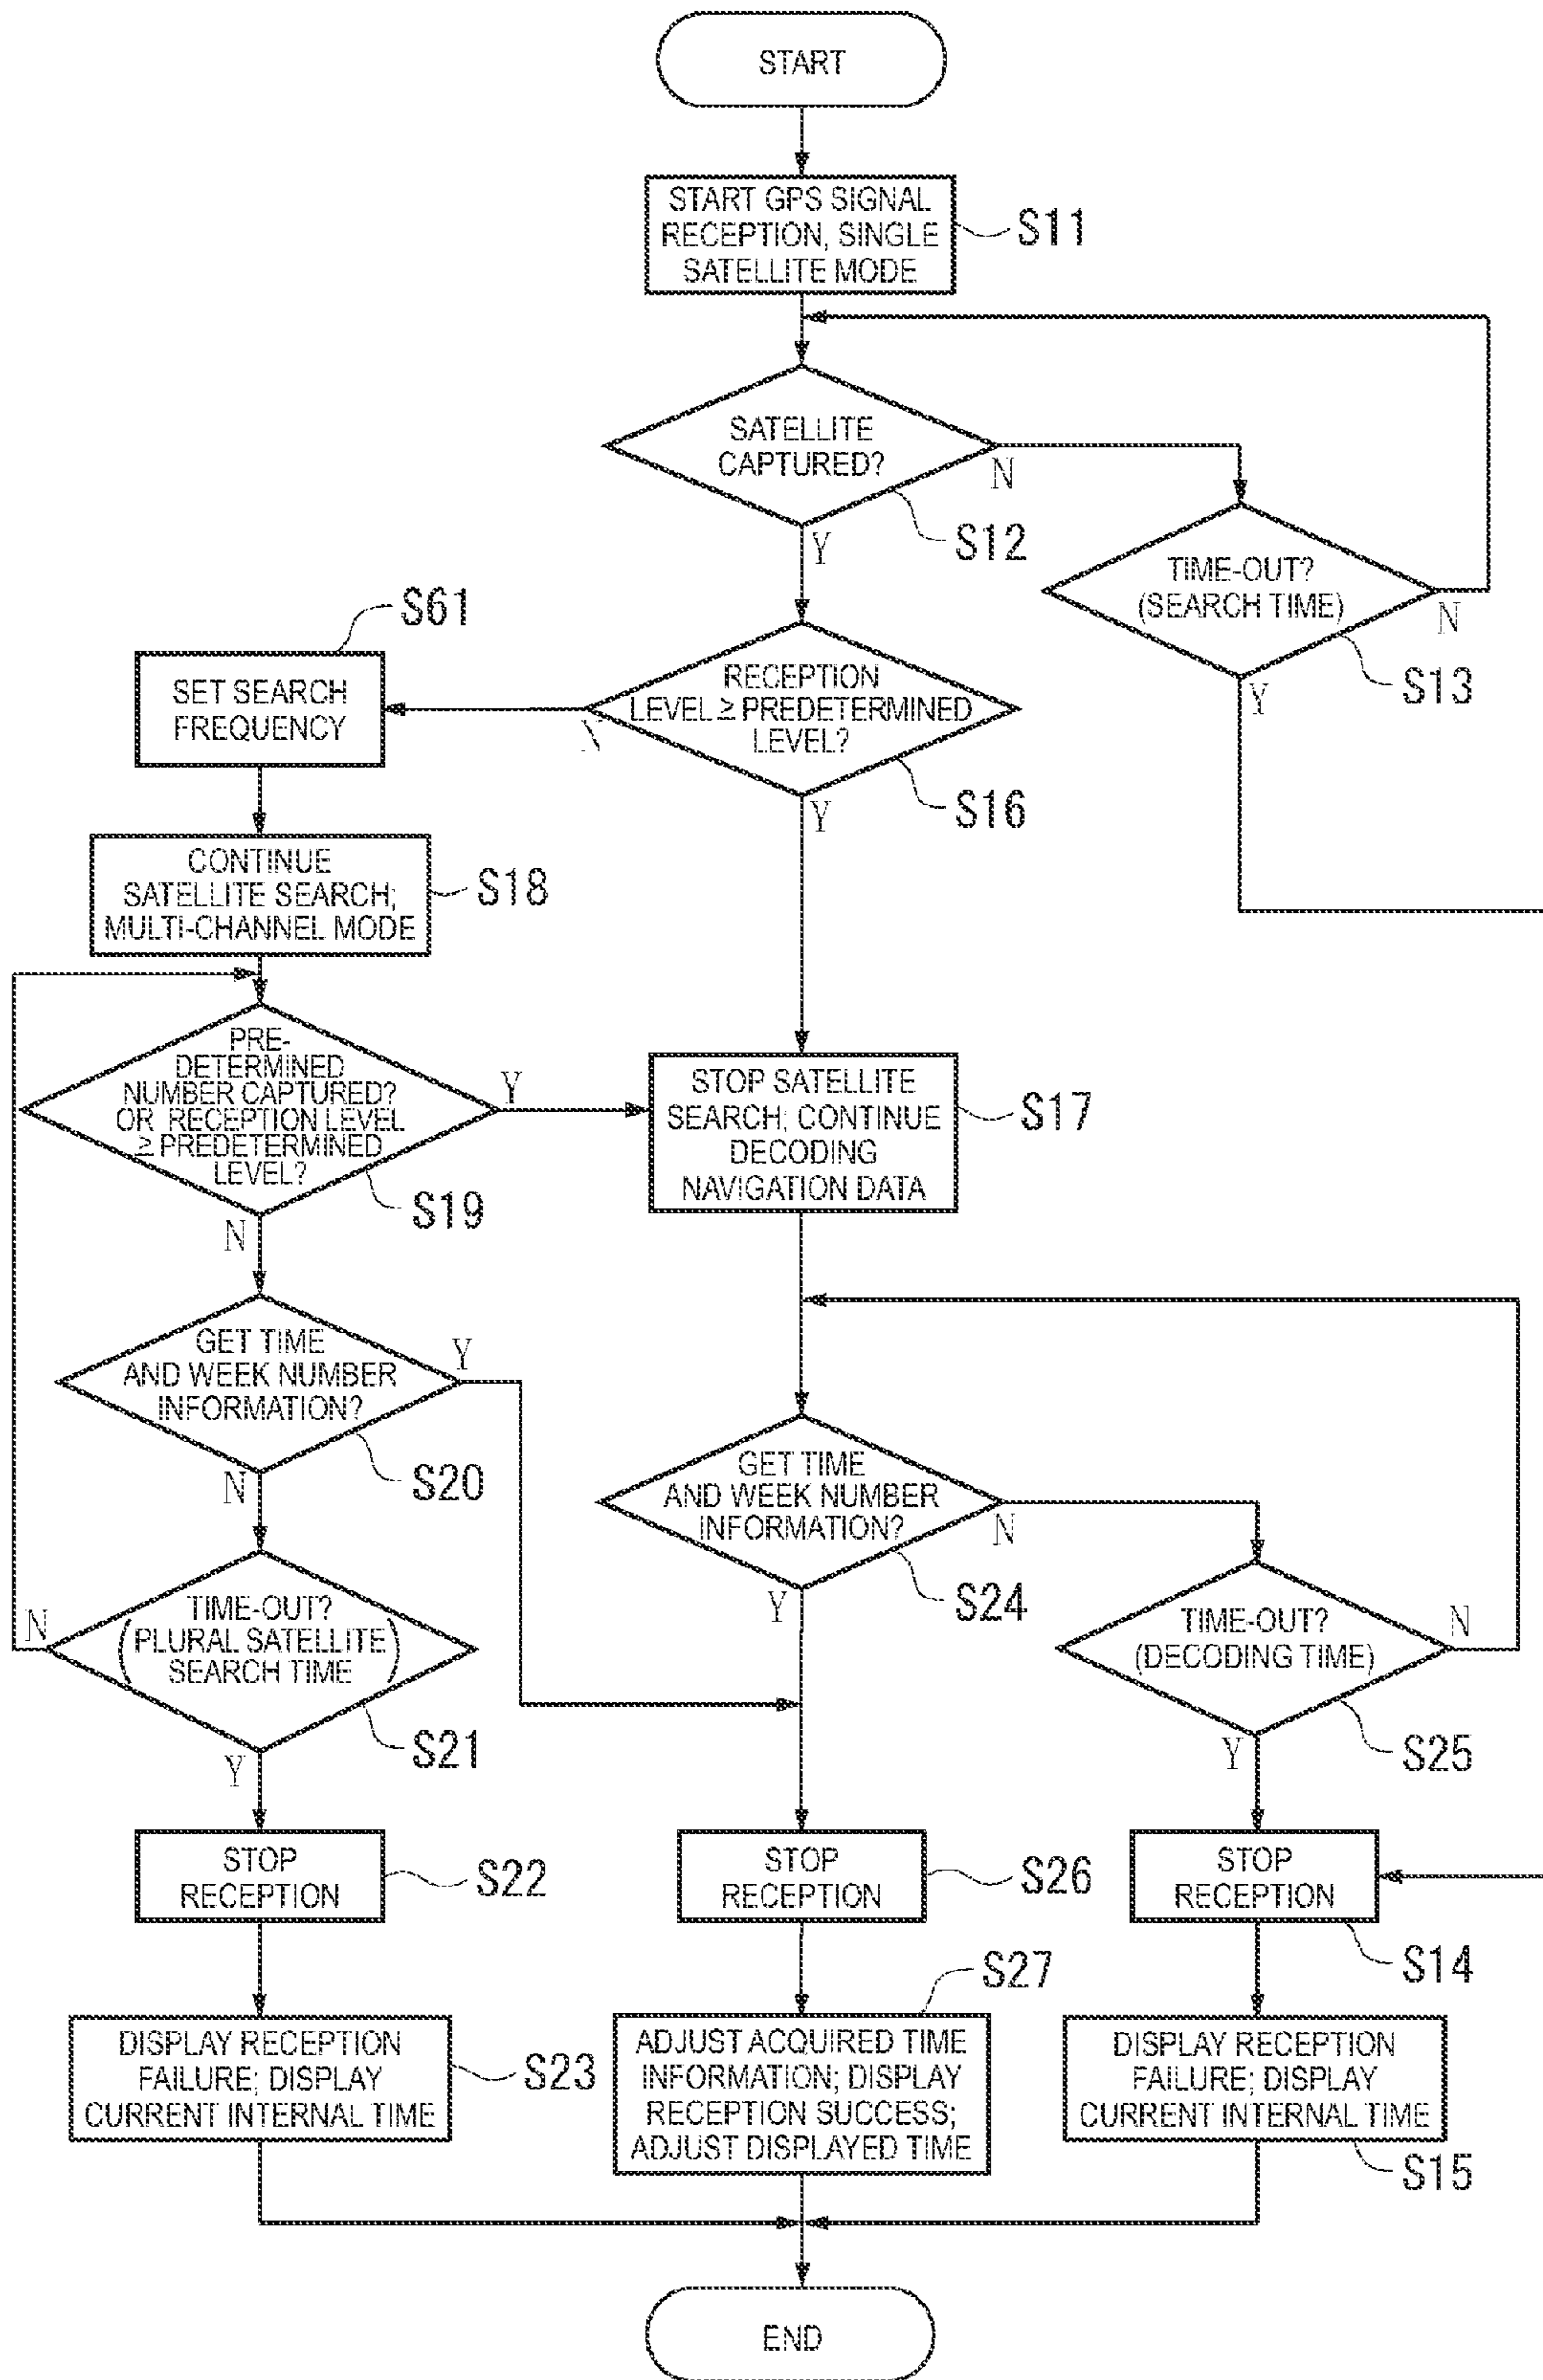 START
START GPS SIGNAL
RECEPTION, SINGLE
SATELLITE MODE
S11
SATELLITE
CAPTURED?
N
S12
Y
TIME-OUT?
(SEARCH TIME)
N
S13
Y
S61
SET SEARCH
FREQUENCY
RECEPTION
LEVEL ≥ PREDETERMINED
LEVEL?
N
S16
Y
CONTINUE
SATELLITE SEARCH;
MULTI-CHANNEL MODE
S18
PRE-
DETERMINED
NUMBER CAPTURED?
OR RECEPTION LEVEL
≥ PREDETERMINED
LEVEL?
Y
S19
N
STOP SATELLITE
SEARCH; CONTINUE
DECODING
NAVIGATION DATA
S17
GET TIME
AND WEEK NUMBER
INFORMATION?
Y
S20
N
GET TIME
AND WEEK NUMBER
INFORMATION?
N
S24
Y
TIME-OUT?
(PLURAL SATELLITE
SEARCH TIME)
N
S21
Y
TIME-OUT?
(DECODING TIME)
N
S25
Y
STOP
RECEPTION
S22
STOP
RECEPTION
S26
STOP
RECEPTION
S14
DISPLAY RECEPTION
FAILURE; DISPLAY
CURRENT INTERNAL TIME
S23
S27
ADJUST ACQUIRED TIME
INFORMATION; DISPLAY
RECEPTION SUCCESS;
ADJUST DISPLAYED TIME
DISPLAY RECEPTION
FAILURE; DISPLAY
CURRENT INTERNAL TIME
S15
END